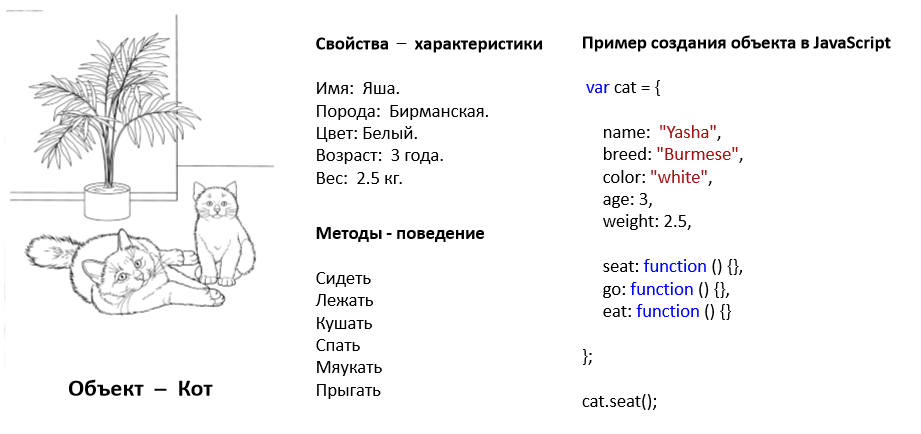 Объект – Кот
Свойства – характеристики
Имя: Яша.
Порода: Бирманская.
Цвет: Белый.
Возраст: 3 года.
Вес: 2.5 кг.
Методы - поведение
Сидеть
Лежать
Кушать
Спать
Мяукать
Прыгать
Пример создания объекта в JavaScript
var cat = {
name: "Yasha",
breed: "Burmese",
color: "white",
age: 3,
weight: 2.5,
seat: function () {},
go: function () {},
eat: function () {}
};
cat.seat();